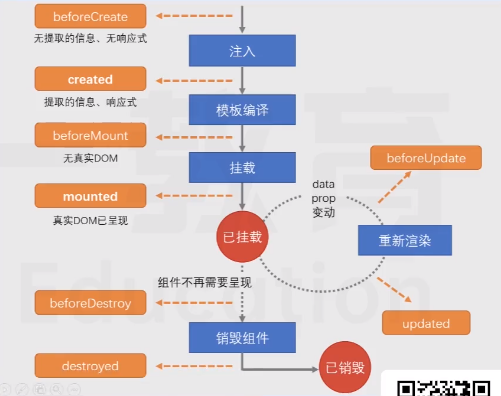 beforeCreate
无提取的信息、无响应式
注入
created
提取的信息、响应式
模板编译
beforeMount
无真实DOM
挂载
beforeUpdate
mounted
真实DOM已呈现
data
prop
变动
已挂载
重新渲染
组件不再需要呈现
beforeDestroy
updated
销毁组件
destroyed
已销毁
教育
Education